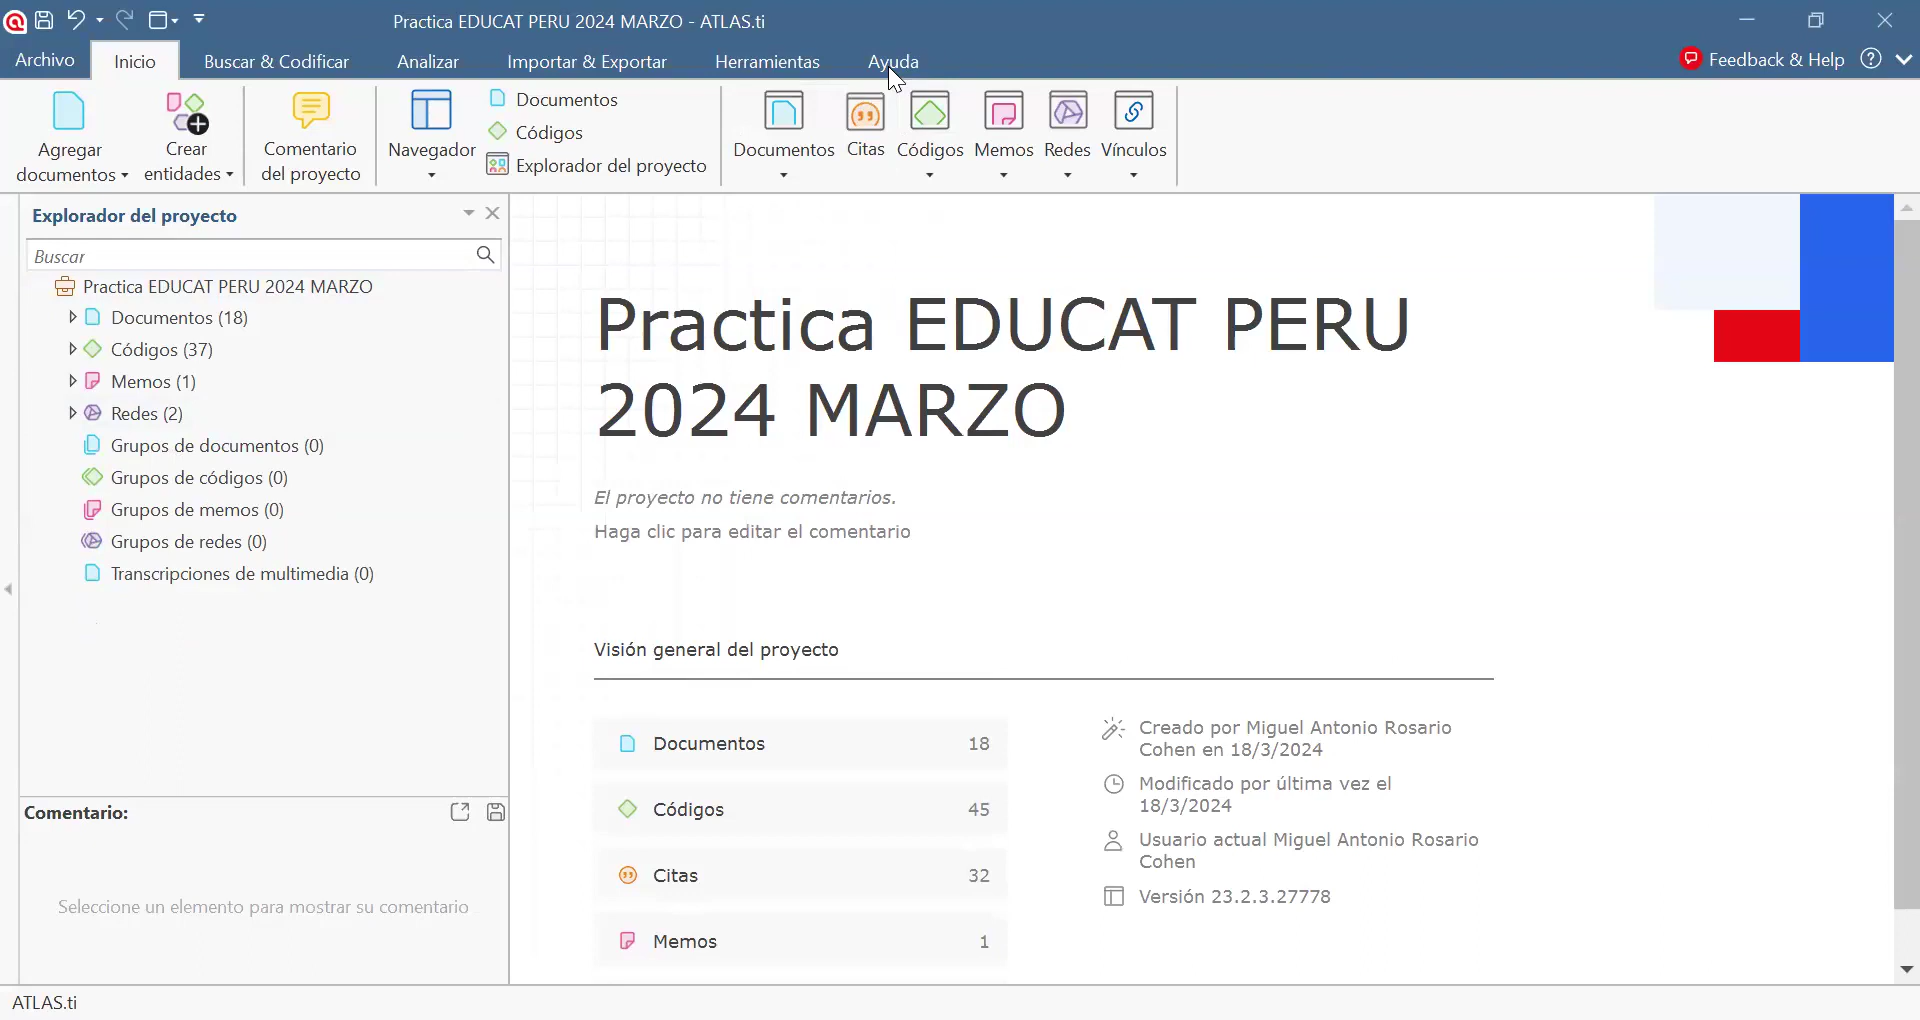 Practica EDUCAT PERU 2024 MARZO - ATLAS.ti
Archivo
Inicio
Buscar & Codificar
Analizar
Importar & Exportar
Herramientas
Ayuda
Feedback & Help
Agregar
documentos
Crear
entidades
Comentario
del proyecto
Navegador
Documentos
Códigos
Explorador del proyecto
Documentos
Citas
Códigos
Memos
Redes
Vínculos
Explorador del proyecto
Buscar
Practica EDUCAT PERU 2024 MARZO
Documentos (18)
Códigos (37)
Memos (1)
Redes (2)
Grupos de documentos (0)
Grupos de códigos (0)
Grupos de memos (0)
Grupos de redes (0)
Transcripciones de multimedia (0)
Comentario:
Seleccione un elemento para mostrar su comentario
Practica EDUCAT PERU
2024 MARZO
El proyecto no tiene comentarios.
Haga clic para editar el comentario
Visión general del proyecto
Documentos 18
Códigos 45
Citas 32
Memos 1
Creado por Miguel Antonio Rosario
Cohen en 18/3/2024
Modificado por última vez el
18/3/2024
Usuario actual Miguel Antonio Rosario
Cohen
Versión 23.2.3.27778
ATLAS.ti